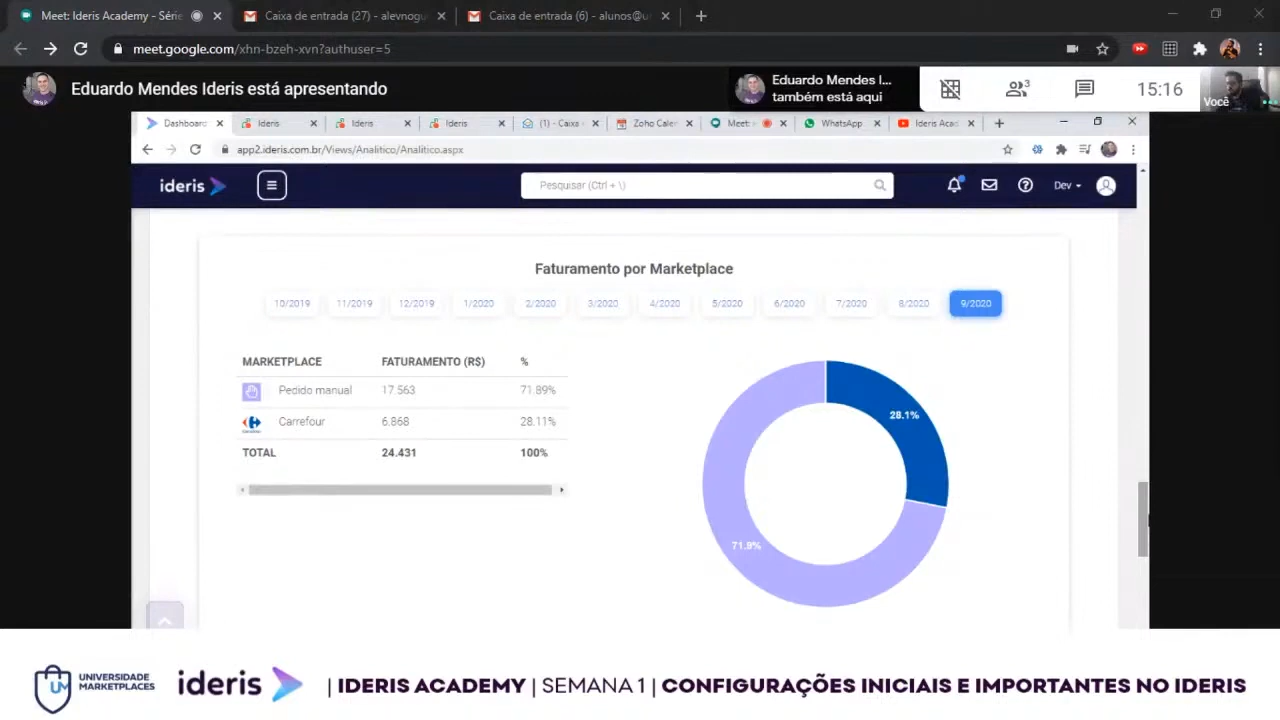 Meet: Ideris Academy - Série
Caixa de entrada (27) - alevnogu
Caixa de entrada (6) - alunos@u
meet.google.com/xhn-bzeh-xvn?authuser=5
Eduardo Mendes Ideris está apresentando
Eduardo Mendes I...
também está aqui
3
15:16
Você
Dashboard
Ideris
Ideris
Ideris
(1) - Caixa
Zoho Calen
Meet:
WhatsApp
Ideris Acad
app2.ideris.com.br/Views/Analitico/Analitico.aspx
ideris
Pesquisar (Ctrl + \)
Dev
Faturamento por Marketplace
10/2019 11/2019 12/2019 1/2020 2/2020 3/2020 4/2020 5/2020 6/2020 7/2020 8/2020 9/2020
MARKETPLACE FATURAMENTO (R$) %
Pedido manual 17.563 71.89%
Carrefour 6.868 28.11%
TOTAL 24.431 100%
28.1%
71.9%
UM UNIVERSIDADE
MARKETPLACES
ideris
| IDERIS ACADEMY | SEMANA 1 | CONFIGURAÇÕES INICIAIS E IMPORTANTES NO IDERIS